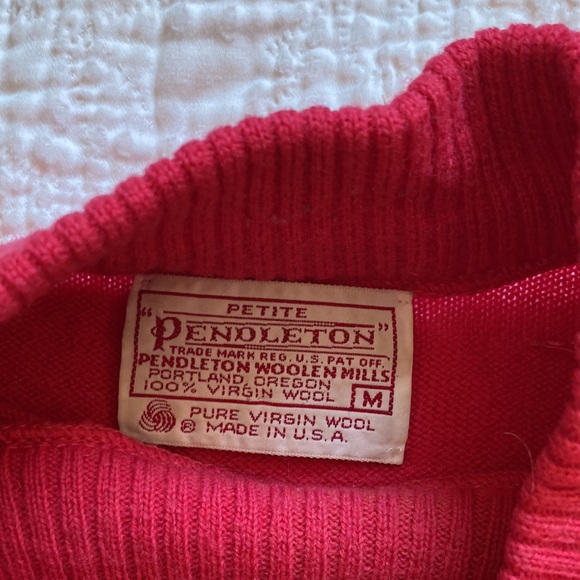 PETITE
"PENDLETON"
TRADE MARK REG. U.S. PAT OFF.
PENDLETON WOOLEN MILLS
PORTLAND, OREGON
100% VIRGIN WOOL
M
® PURE VIRGIN WOOL
MADE IN U.S.A.